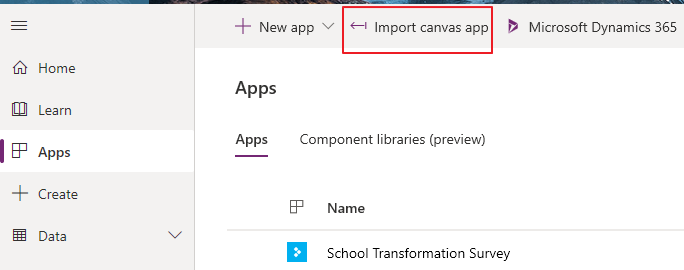 New app
Import canvas app
Microsoft Dynamics 365
Home
Learn
Apps
Create
Data
Apps
Apps
Component libraries (preview)
Name
School Transformation Survey